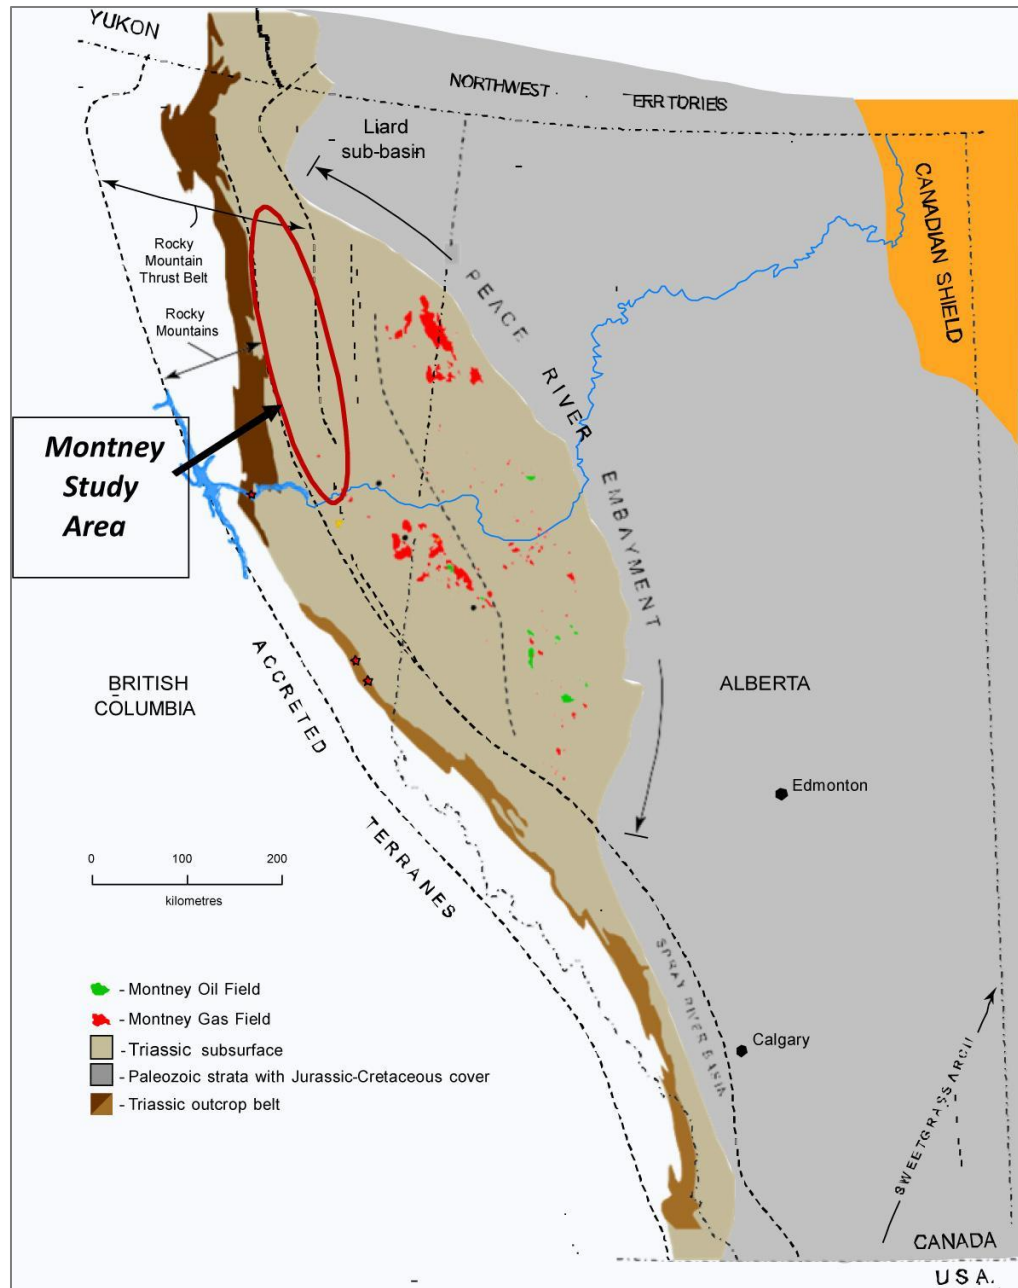 YUKON
NORTHWEST ERRTORIES
Liard
sub-basin
CANADIAN SHIELD
Rocky
Mountain
Thrust Belt
Rocky
Mountains
PEACE RIVER EMBAYMENT
Montney
Study
Area
BRITISH
COLUMBIA
ACCRETED TERRANES
ALBERTA
Edmonton
0 100 200
kilometres
SPRAY RIVER BASIN
- Montney Oil Field
- Montney Gas Field
- Triassic subsurface
- Paleozoic strata with Jurassic-Cretaceous cover
- Triassic outcrop belt
Calgary
SWEETGRASS ARCH
CANADA
U S A.